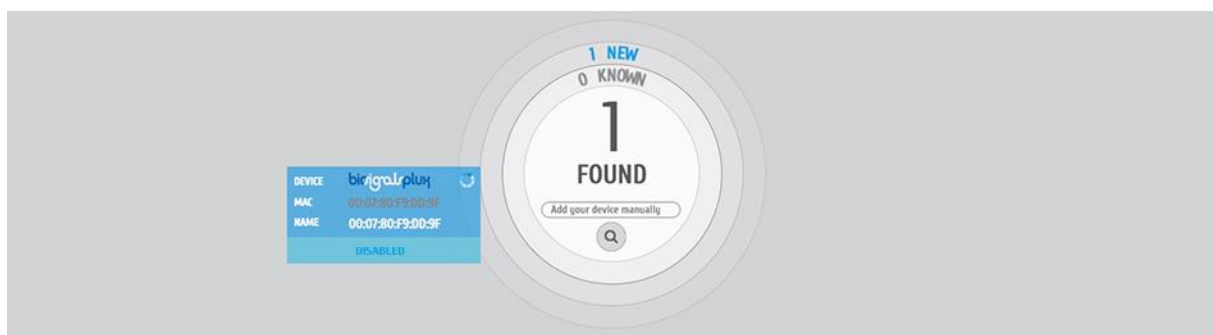 1 NEW
0 KNOWN
1
FOUND
Add your device manually
DEVICE biosignalsplux
MAC 00:07:80:F9:DD:9F
NAME 00:07:80:F9:DD:9F
DISABLED